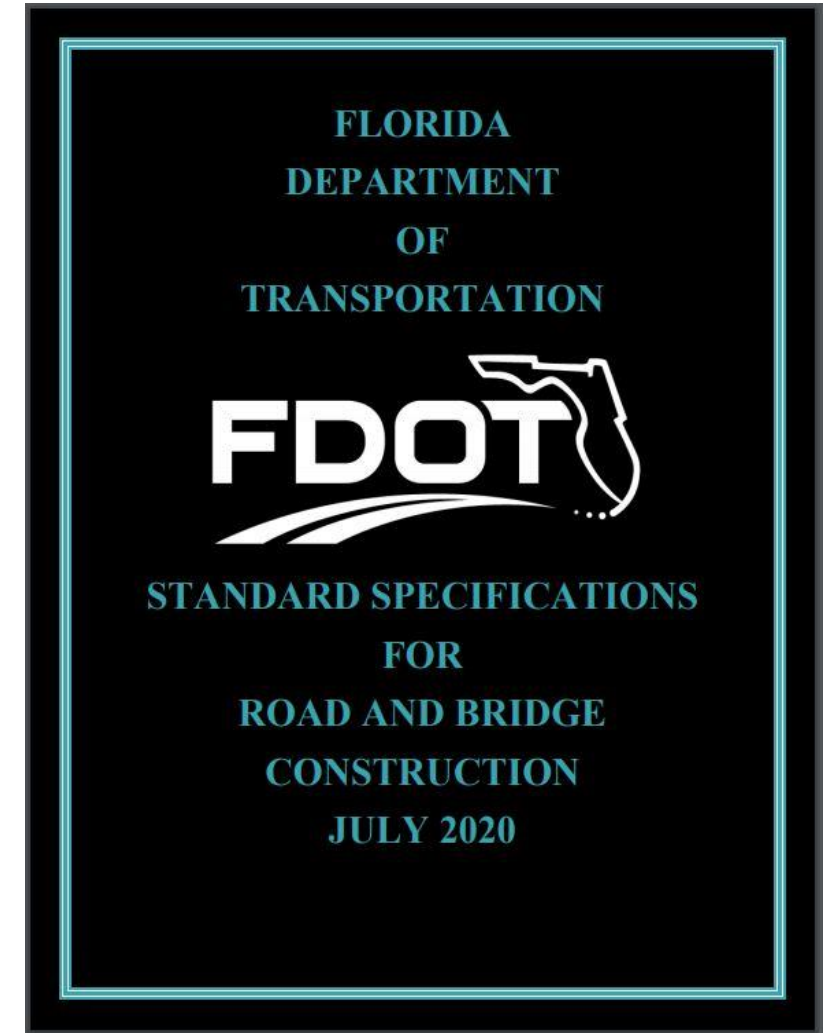 FLORIDA
DEPARTMENT
OF
TRANSPORTATION
FDOT
STANDARD SPECIFICATIONS
FOR
ROAD AND BRIDGE
CONSTRUCTION
JULY 2020